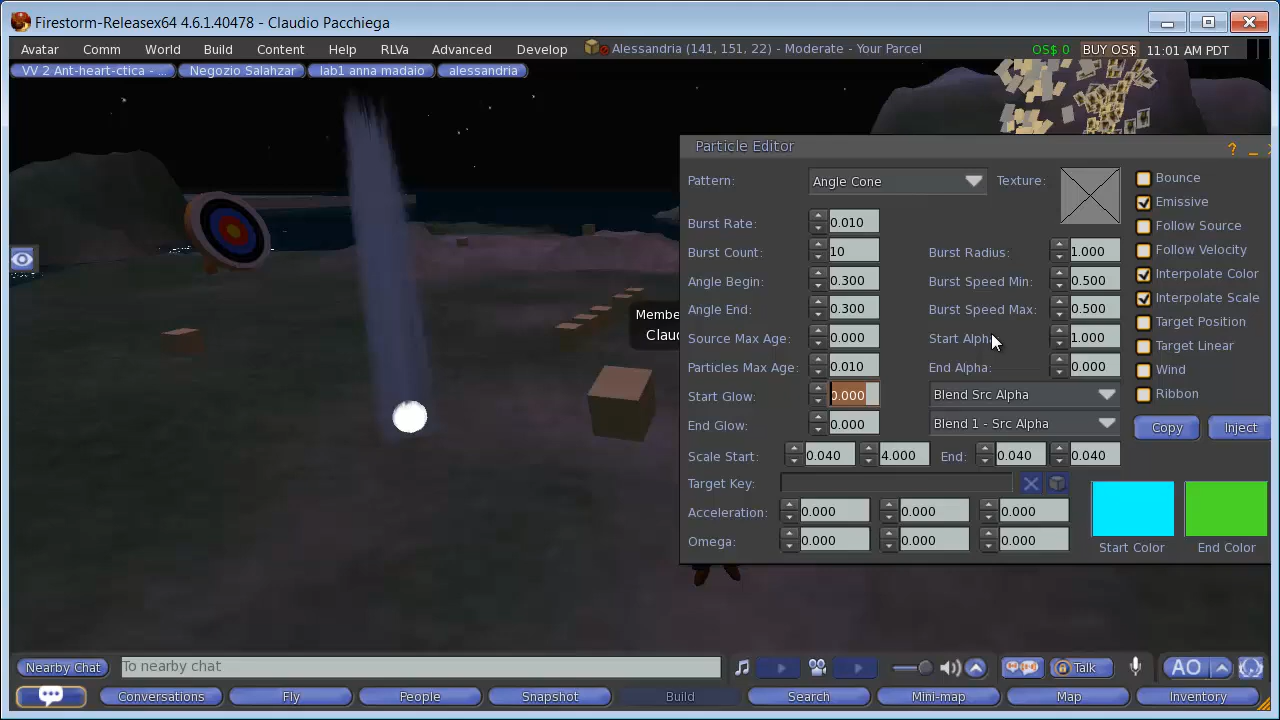 Firestorm-Releasex64 4.6.1.40478 - Claudio Pacchiega
Avatar Comm World Build Content Help RLVa Advanced Develop Alessandria (141, 151, 22) - Moderate - Your Parcel OS$ 0 BUY OS$ 11:01 AM PDT
VV 2 Ant-heart-ctica - ... Negozio Salahzar lab1 anna madaio alessandria
Particle Editor ? _
Pattern: Angle Cone Texture: Bounce
Emissive
Burst Rate: 0.010 Follow Source
Burst Count: 10 Burst Radius: 1.000 Follow Velocity
Angle Begin: 0.300 Burst Speed Min: 0.500 Interpolate Color
Angle End: 0.300 Burst Speed Max: 0.500 Interpolate Scale
Membe
Source Max Age: 0.000 Start Alpha 1.000 Target Position
Clau
Target Linear
Particles Max Age: 0.010 End Alpha: 0.000 Wind
Start Glow: 0.000 Blend Src Alpha Ribbon
End Glow: 0.000 Blend 1 - Src Alpha Copy Inject
Scale Start: 0.040 4.000 End: 0.040 0.040
Target Key:
Acceleration: 0.000 0.000 0.000
Omega: 0.000 0.000 0.000 Start Color End Color
Nearby Chat To nearby chat Talk AO
Conversations Fly People Snapshot Build Search Mini-map Map Inventory